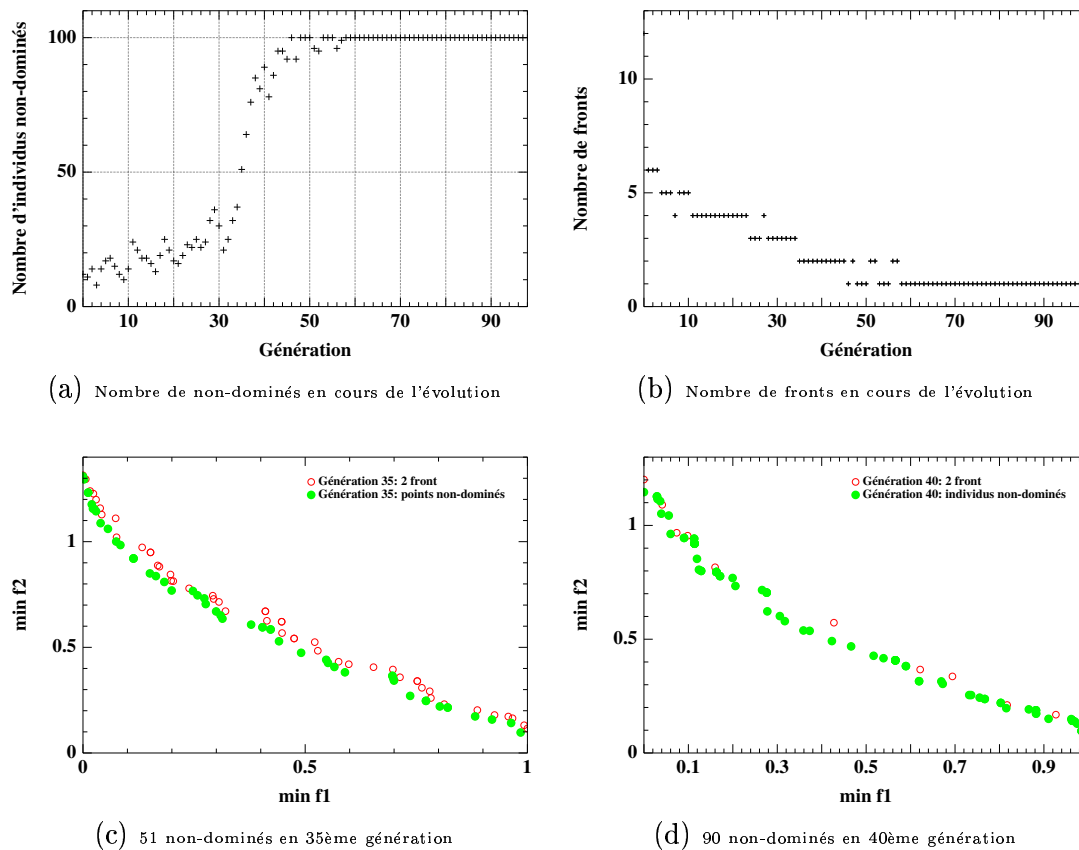 100
50
0
10
30
50
70
90
Nombre d'individus non-dominés
Génération
(a) Nombre de non-dominés en cours de l'évolution
10
5
0
10
30
50
70
90
Nombre de fronts
Génération
(b) Nombre de fronts en cours de l'évolution
Génération 35: 2 front
Génération 35: points non-dominés
1
0.5
0
0
0.5
1
min f2
min f1
(c) 51 non-dominés en 35ème génération
Génération 40: 2 front
Génération 40: individus non-dominés
1
0.5
0
0.1
0.3
0.5
0.7
0.9
min f2
min f1
(d) 90 non-dominés en 40ème génération